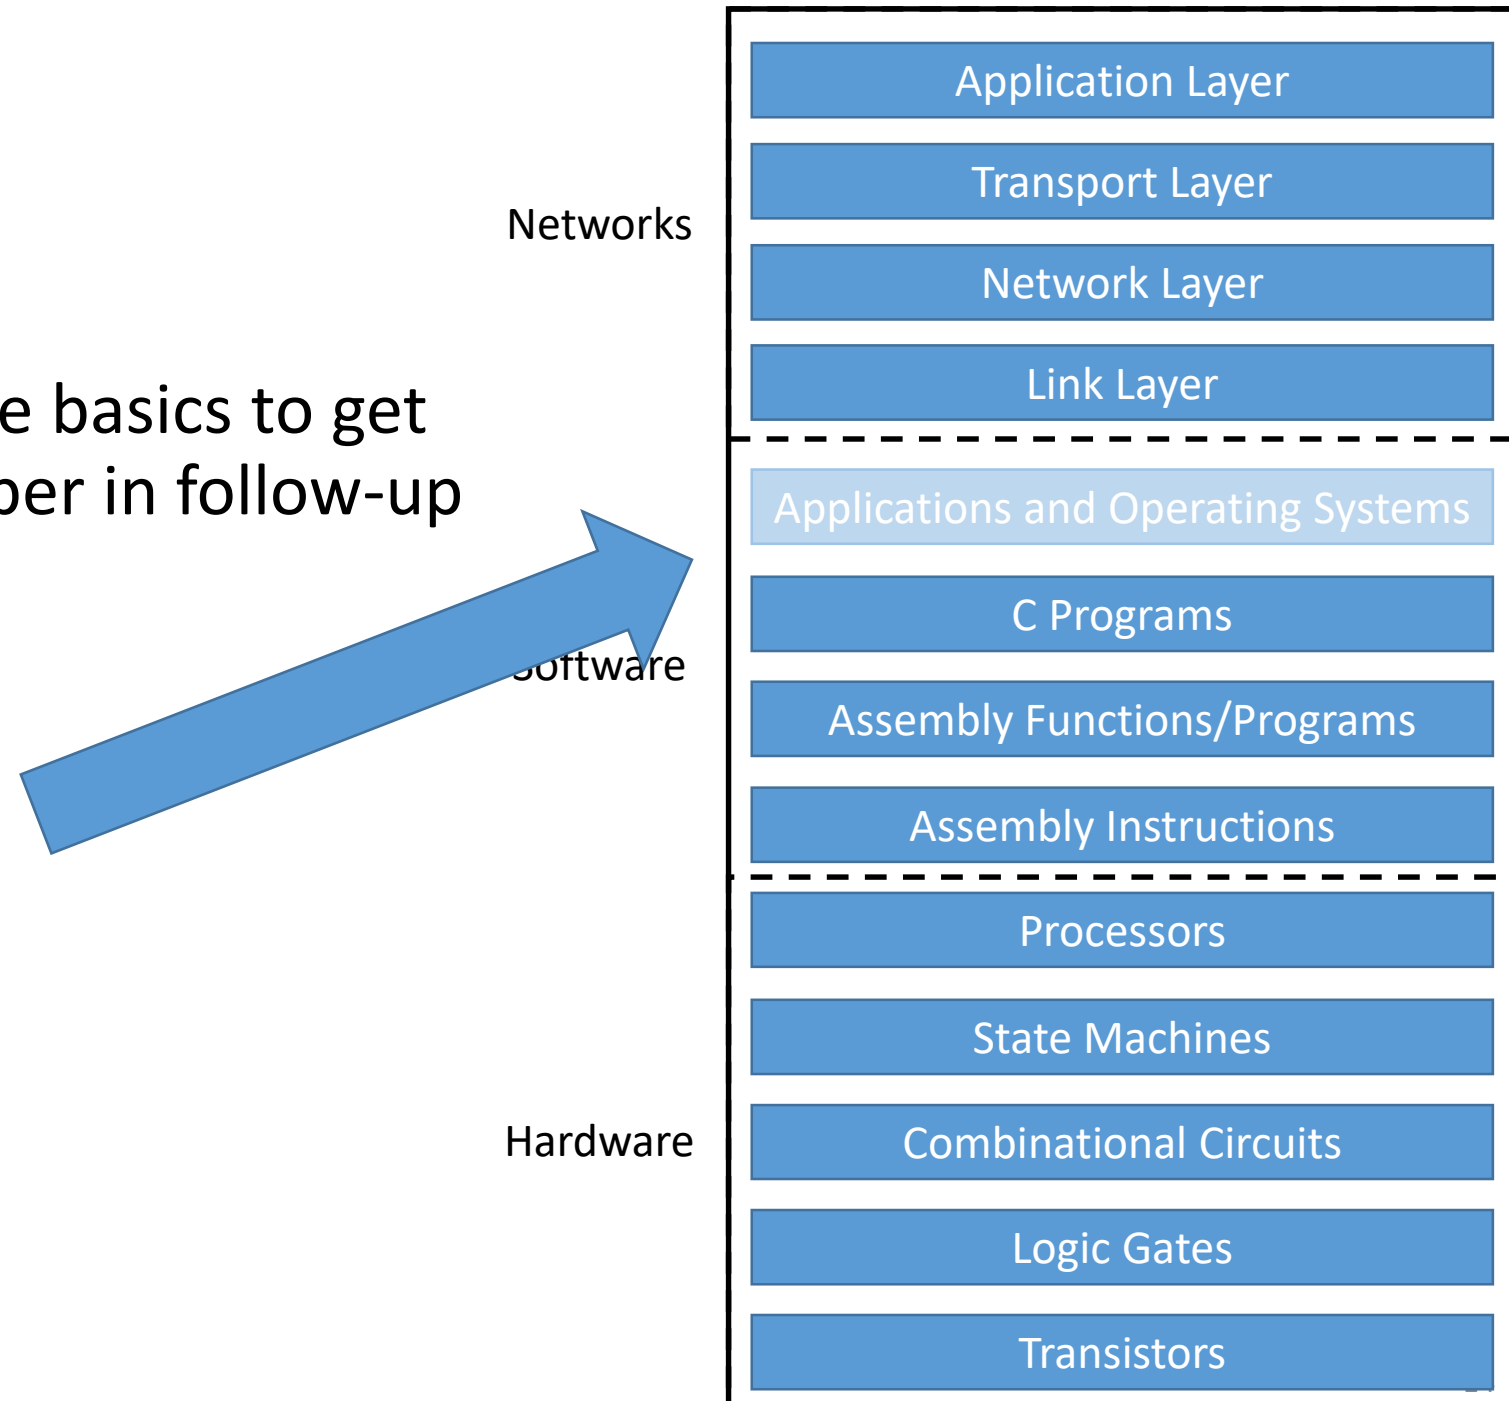 Application Layer
Transport Layer
Networks
Network Layer
Link Layer
e basics to get
per in follow-up
Applications and Operating Systems
C Programs
Software
Assembly Functions/Programs
Assembly Instructions
Processors
State Machines
Hardware
Combinational Circuits
Logic Gates
Transistors